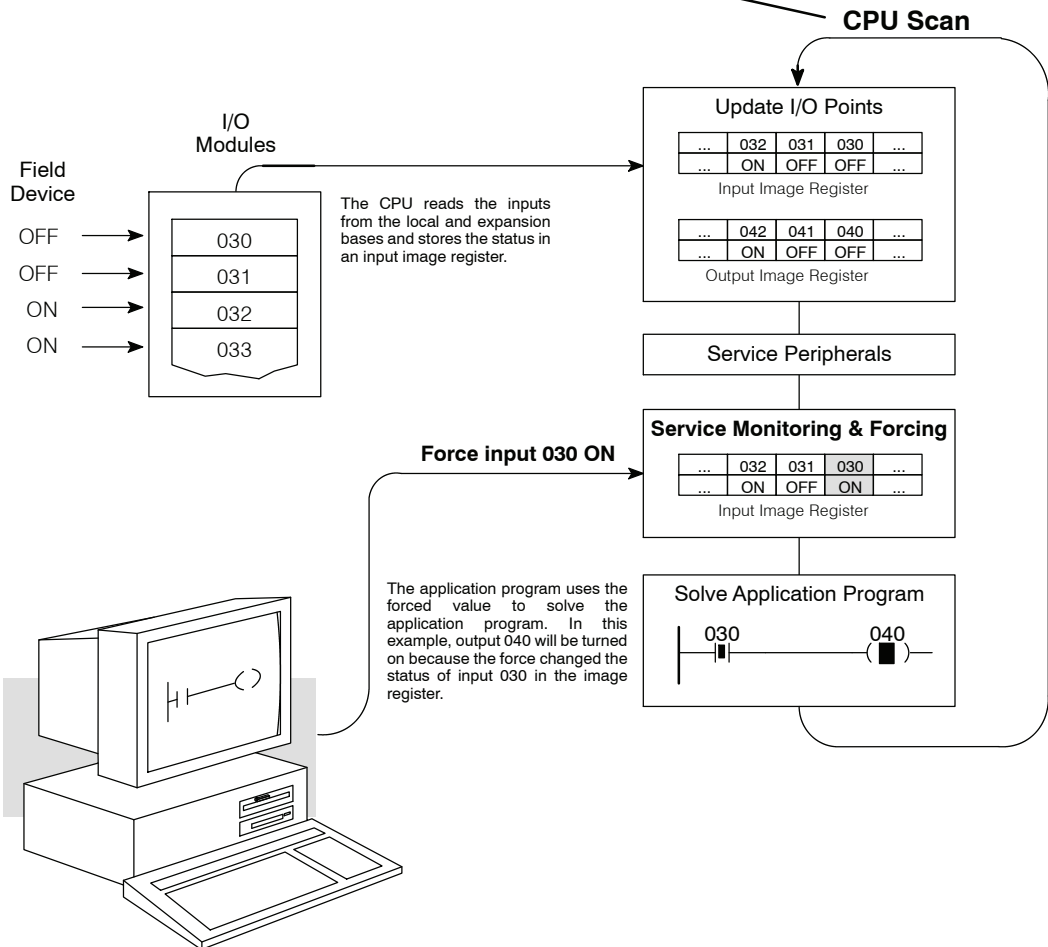 CPU Scan
Update I/O Points
... 032 031 030 ...
... ON OFF OFF ...
Input Image Register
... 042 041 040 ...
... ON OFF OFF ...
Output Image Register
I/O
Modules
Field
Device
OFF
OFF
ON
ON
030
031
032
033
The CPU reads the inputs
from the local and expansion
bases and stores the status in
an input image register.
Service Peripherals
Service Monitoring & Forcing
... 032 031 030 ...
... ON OFF ON ...
Input Image Register
Force input 030 ON
The application program uses the
forced value to solve the
application program. In this
example, output 040 will be turned
on because the force changed the
status of input 030 in the image
register.
Solve Application Program
030 040